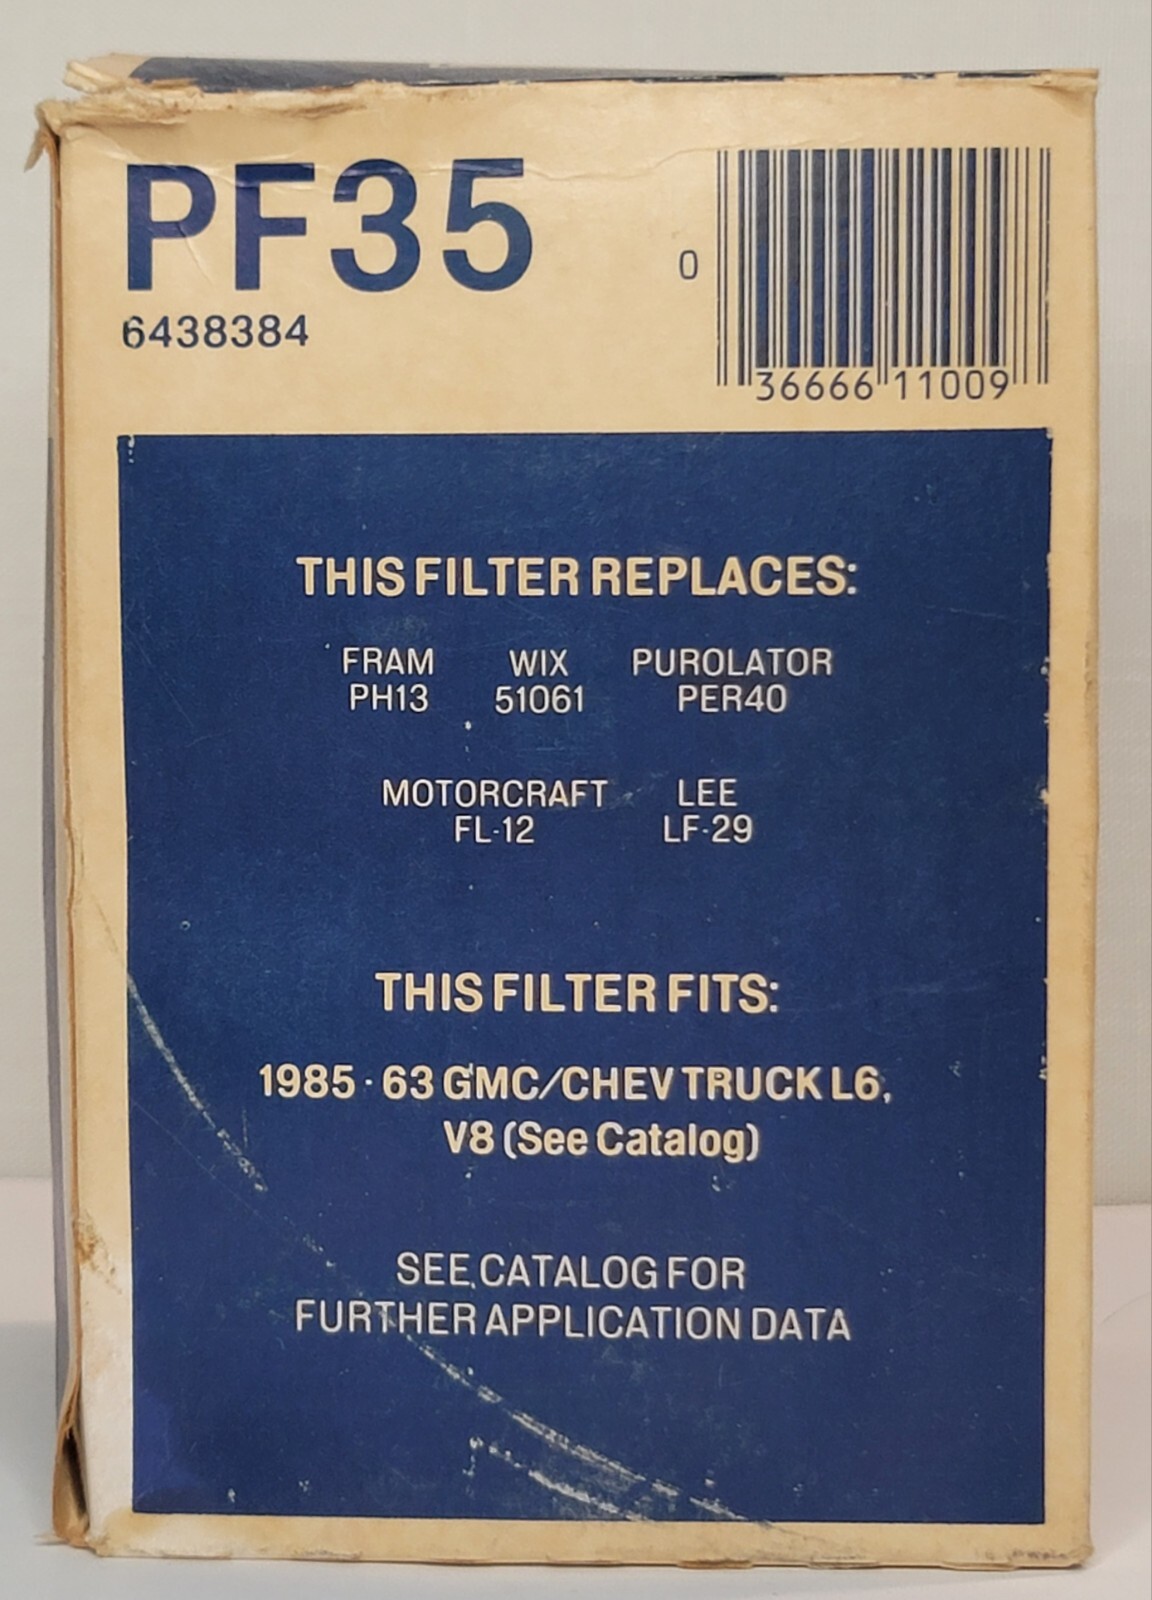 PF35
6438384
0 36666 11009
THIS FILTER REPLACES:
FRAM WIX PUROLATOR
PH13 51061 PER40
MOTORCRAFT LEE
FL-12 LF-29
THIS FILTER FITS:
1985 - 63 GMC/CHEV TRUCK L6,
V8 (See Catalog)
SEE CATALOG FOR
FURTHER APPLICATION DATA